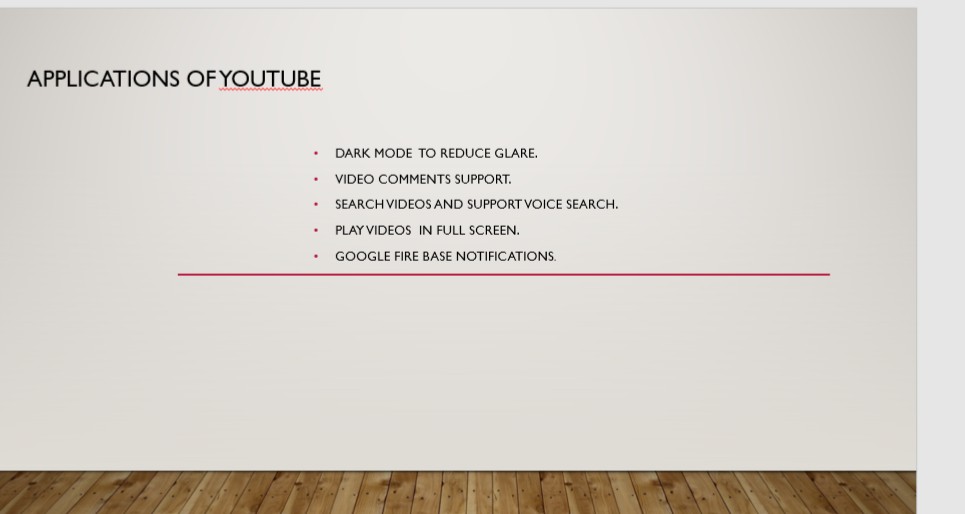 APPLICATIONS OF YOUTUBE
• DARK MODE TO REDUCE GLARE.
• VIDEO COMMENTS SUPPORT.
• SEARCH VIDEOS AND SUPPORT VOICE SEARCH.
• PLAY VIDEOS IN FULL SCREEN.
• GOOGLE FIRE BASE NOTIFICATIONS.